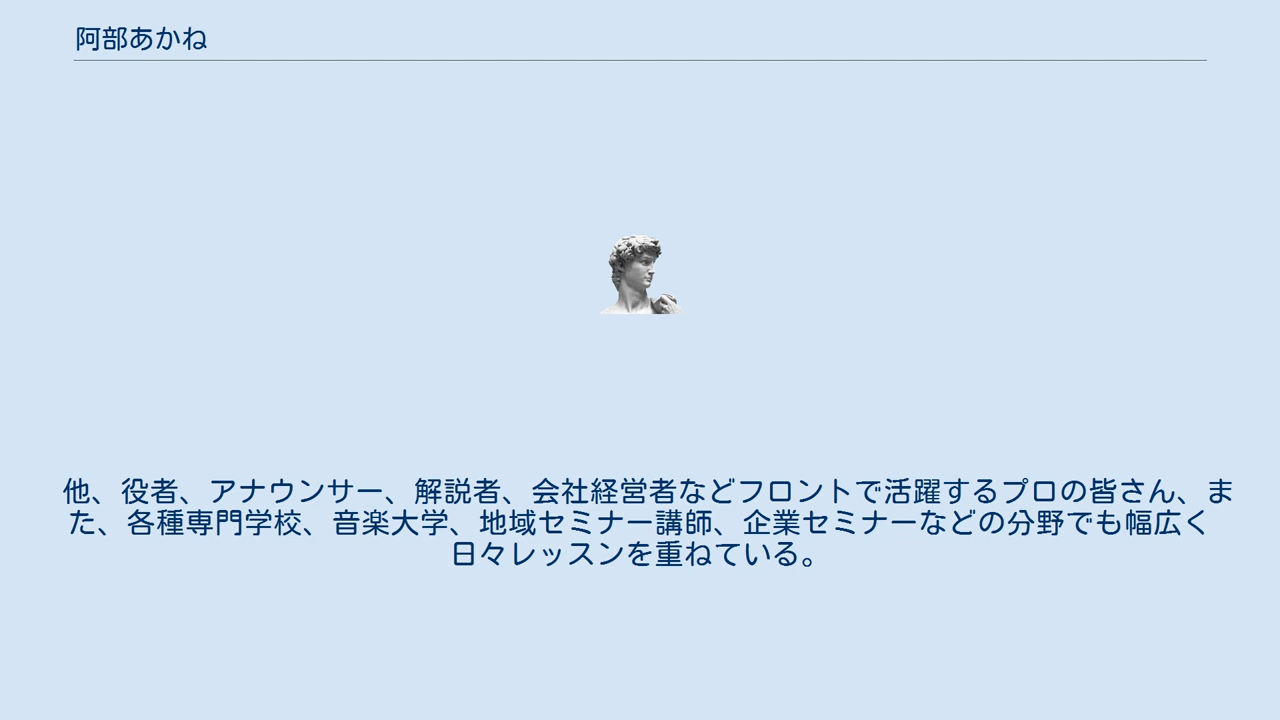 阿部あかね
他、役者、アナウンサー、解説者、会社経営者などフロントで活躍するプロの皆さん、ま
た、各種専門学校、音楽大学、地域セミナー講師、企業セミナーなどの分野でも幅広く
日々レッスンを重ねている。